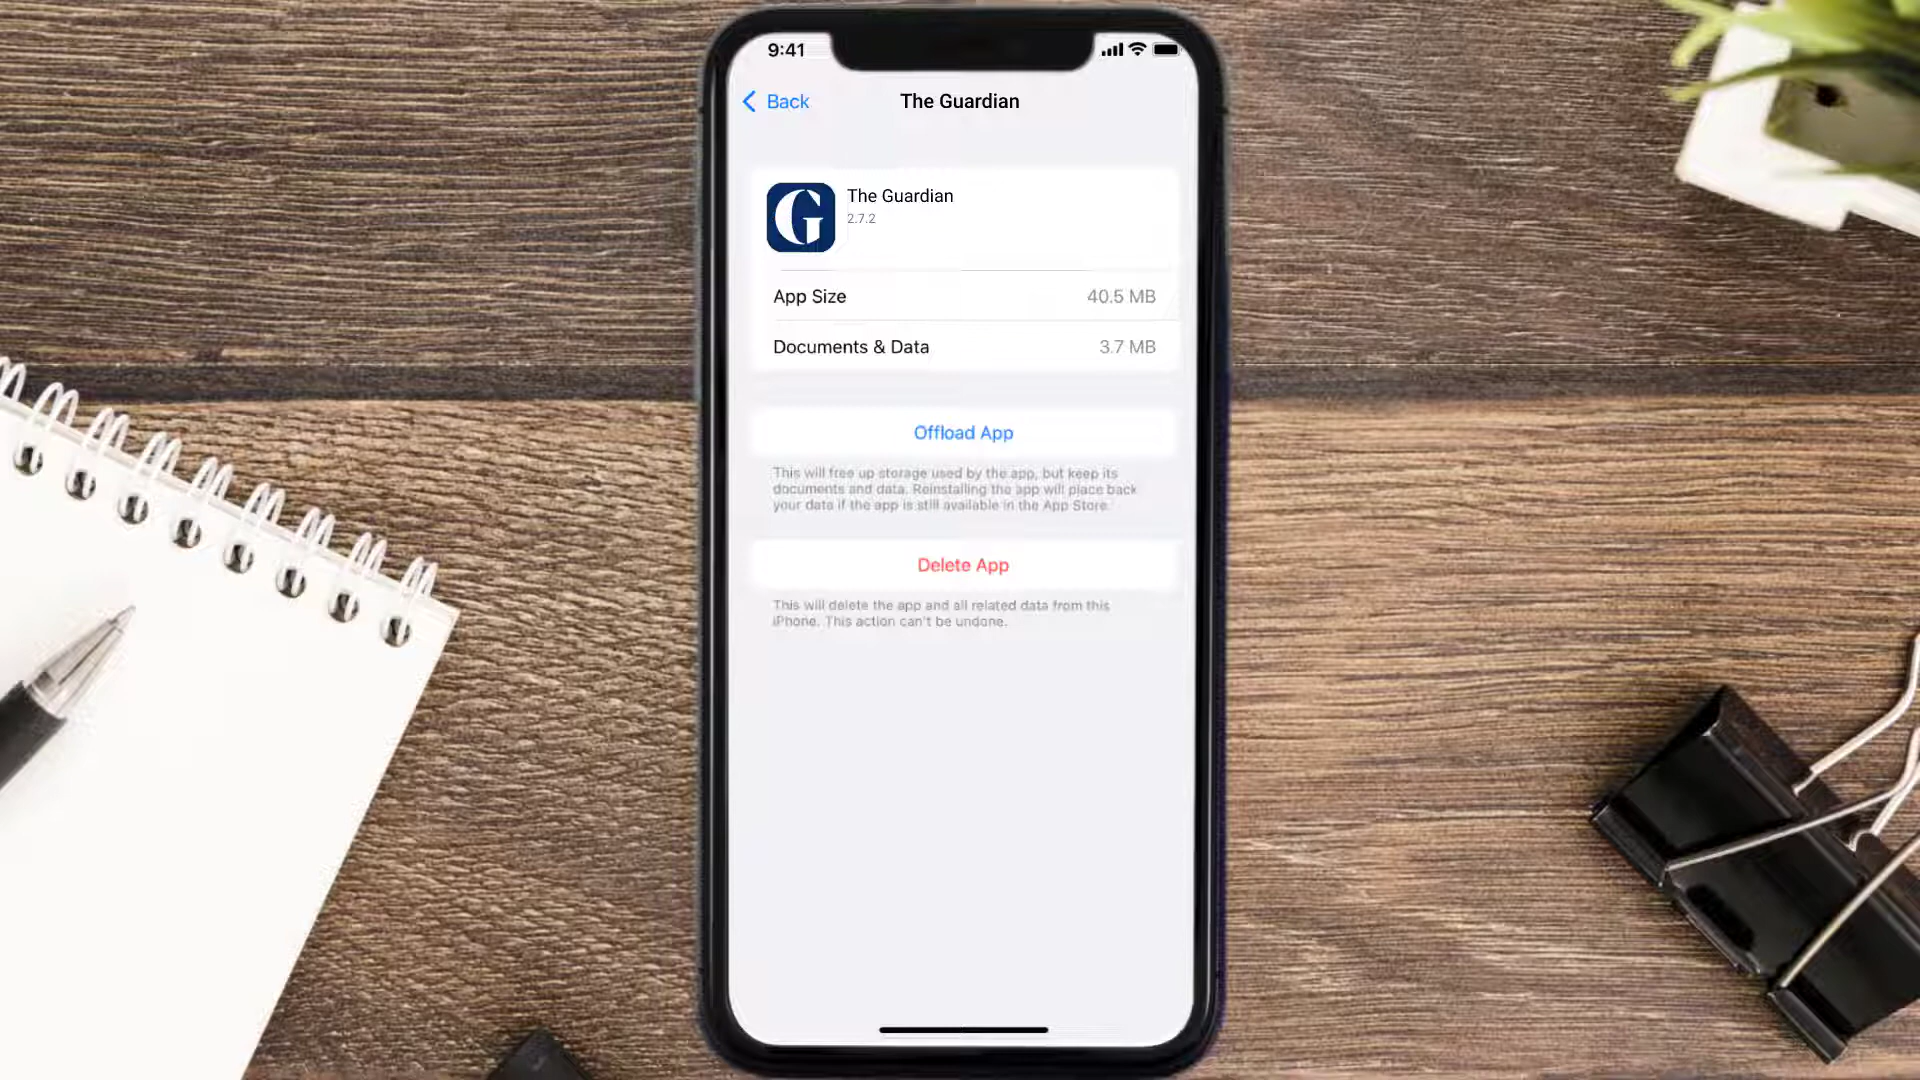 9:41
Back
The Guardian
G
The Guardian
2.7.2
App Size 40.5 MB
Documents & Data 3.7 MB
Offload App
This will free up storage used by the app, but keep its
documents and data. Reinstalling the app will place back
your data if the app is still available in the App Store.
Delete App
This will delete the app and all related data from this
iPhone. This action can't be undone.